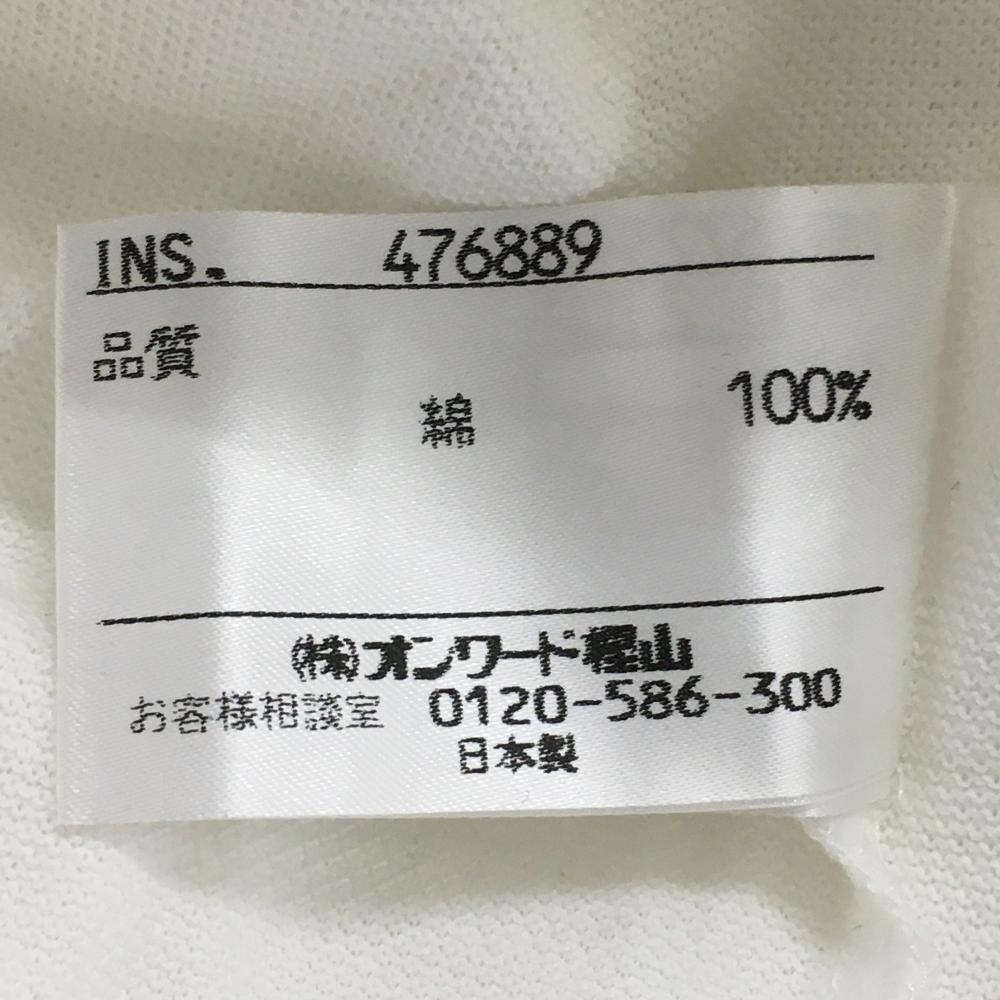 INS. 476889
品質
綿 100%
(株)オンワード樫山
お客様相談室 0120-586-300
日本製